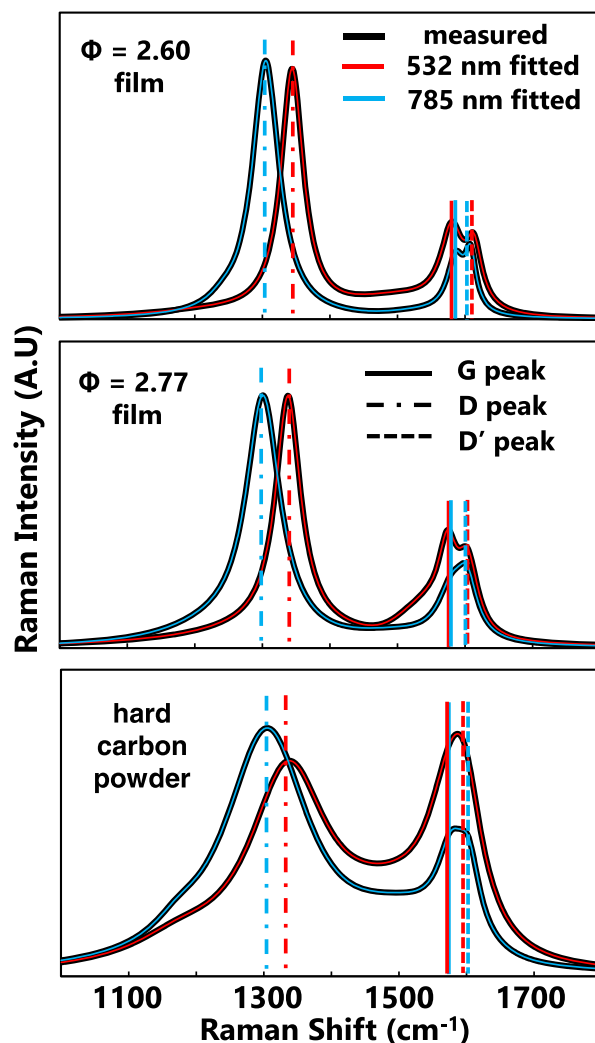 Φ = 2.60
film
measured
532 nm fitted
785 nm fitted
Φ = 2.77
film
G peak
D peak
D’ peak
hard
carbon
powder
Raman Intensity (A.U)
1100 1300 1500 1700
Raman Shift (cm⁻¹)